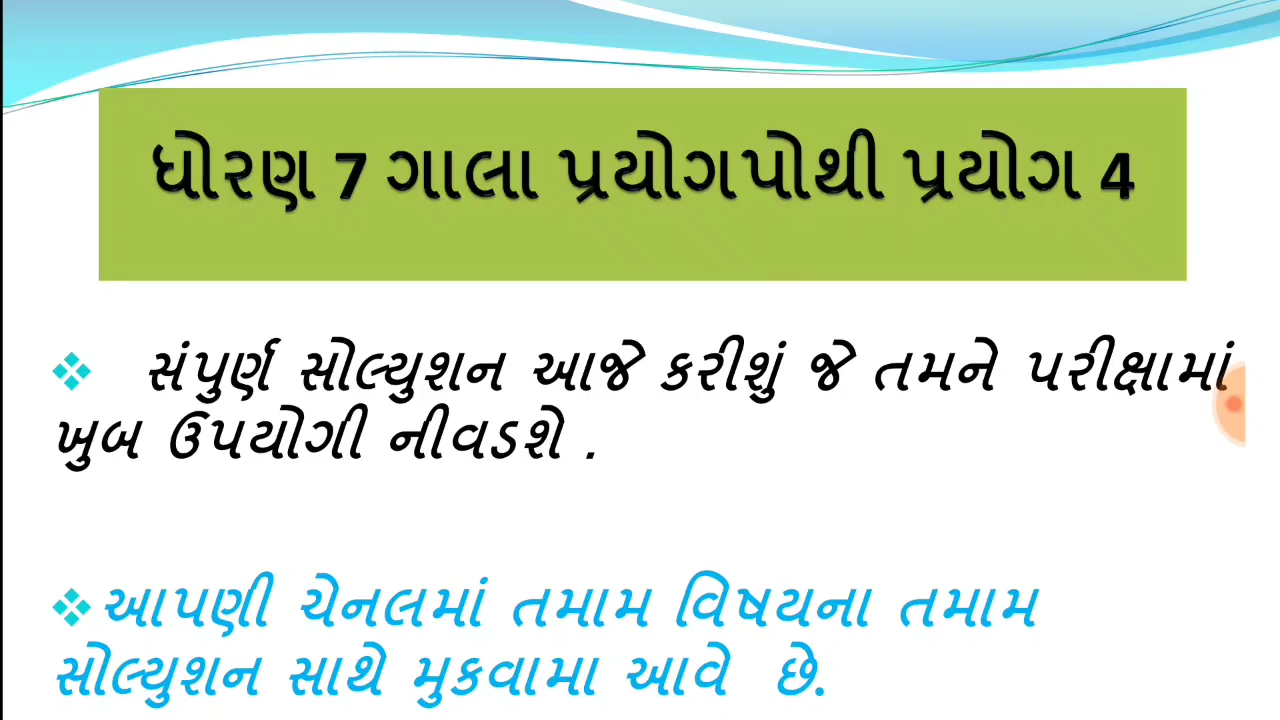 ધોરણ 7 ગાલા પ્રયોગપોથી પ્રયોગ 4
સંપુર્ણ સોલ્યુશન આજે કરીશું જે તમને પરીક્ષામાં
ખુબ ઉપયોગી નીવડશે .
આપણી ચેનલમાં તમામ વિષયના તમામ
સોલ્યુશન સાથે મુકવામા આવે છે.